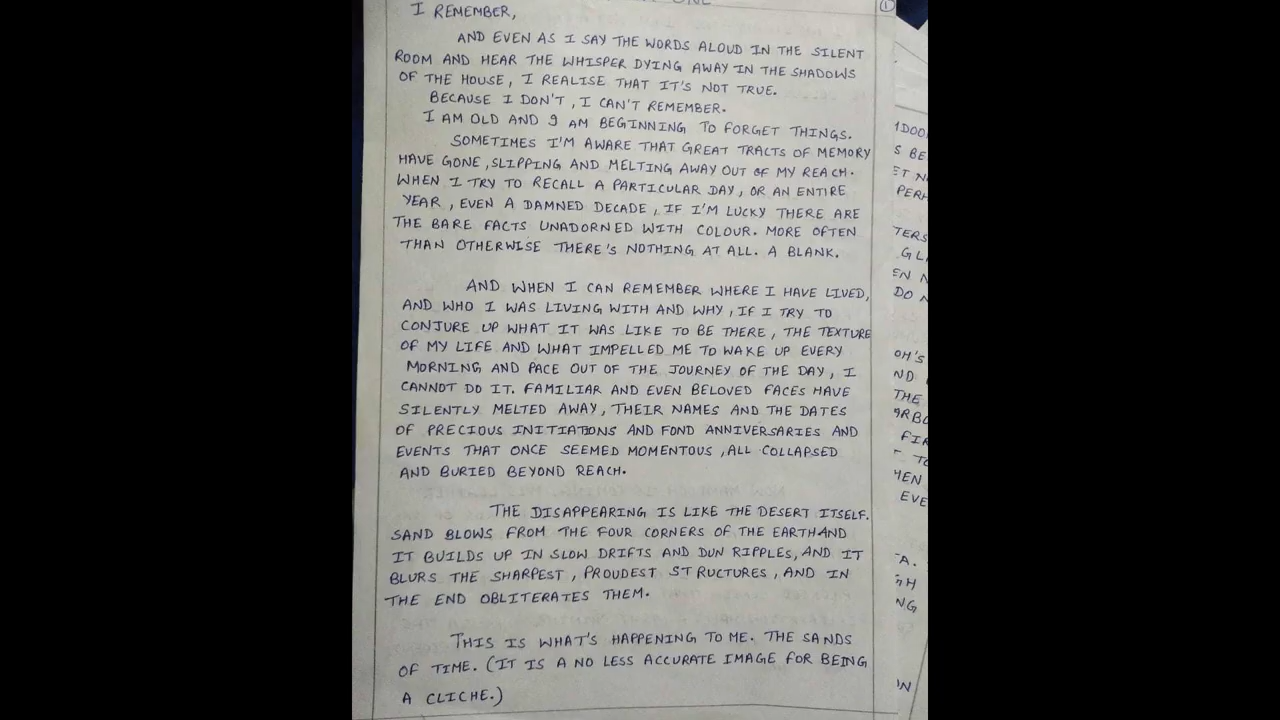 ONE
1
I REMEMBER,
AND EVEN AS I SAY THE WORDS ALOUD IN THE SILENT
ROOM AND HEAR THE WHISPER DYING AWAY IN THE SHADOWS
OF THE HOUSE, I REALISE THAT IT'S NOT TRUE.
BECAUSE I DON'T, I CAN'T REMEMBER.
I AM OLD AND I AM BEGINNING TO FORGET THINGS.
SOMETIMES I'M AWARE THAT GREAT TRACTS OF MEMORY
HAVE GONE, SLIPPING AND MELTING AWAY OUT OF MY REACH.
WHEN I TRY TO RECALL A PARTICULAR DAY, OR AN ENTIRE
YEAR, EVEN A DAMNED DECADE, IF I'M LUCKY THERE ARE
THE BARE FACTS UNADORNED WITH COLOUR. MORE OFTEN
THAN OTHERWISE THERE'S NOTHING AT ALL. A BLANK.
AND WHEN I CAN REMEMBER WHERE I HAVE LIVED,
AND WHO I WAS LIVING WITH AND WHY, IF I TRY TO
CONJURE UP WHAT IT WAS LIKE TO BE THERE, THE TEXTURE
OF MY LIFE AND WHAT IMPELLED ME TO WAKE UP EVERY
MORNING AND PACE OUT OF THE JOURNEY OF THE DAY, I
CANNOT DO IT. FAMILIAR AND EVEN BELOVED FACES HAVE
SILENTLY MELTED AWAY, THEIR NAMES AND THE DATES
OF PRECIOUS INITIATIONS AND FOND ANNIVERSARIES AND
EVENTS THAT ONCE SEEMED MOMENTOUS, ALL COLLAPSED
AND BURIED BEYOND REACH.
THE DISAPPEARING IS LIKE THE DESERT ITSELF.
SAND BLOWS FROM THE FOUR CORNERS OF THE EARTH AND
IT BUILDS UP IN SLOW DRIFTS AND DUN RIPPLES, AND IT
BLURS THE SHARPEST, PROUDEST STRUCTURES, AND IN
THE END OBLITERATES THEM.
THIS IS WHAT'S HAPPENING TO ME. THE SANDS
OF TIME. (IT IS A NO LESS ACCURATE IMAGE FOR BEING
A CLICHE.)